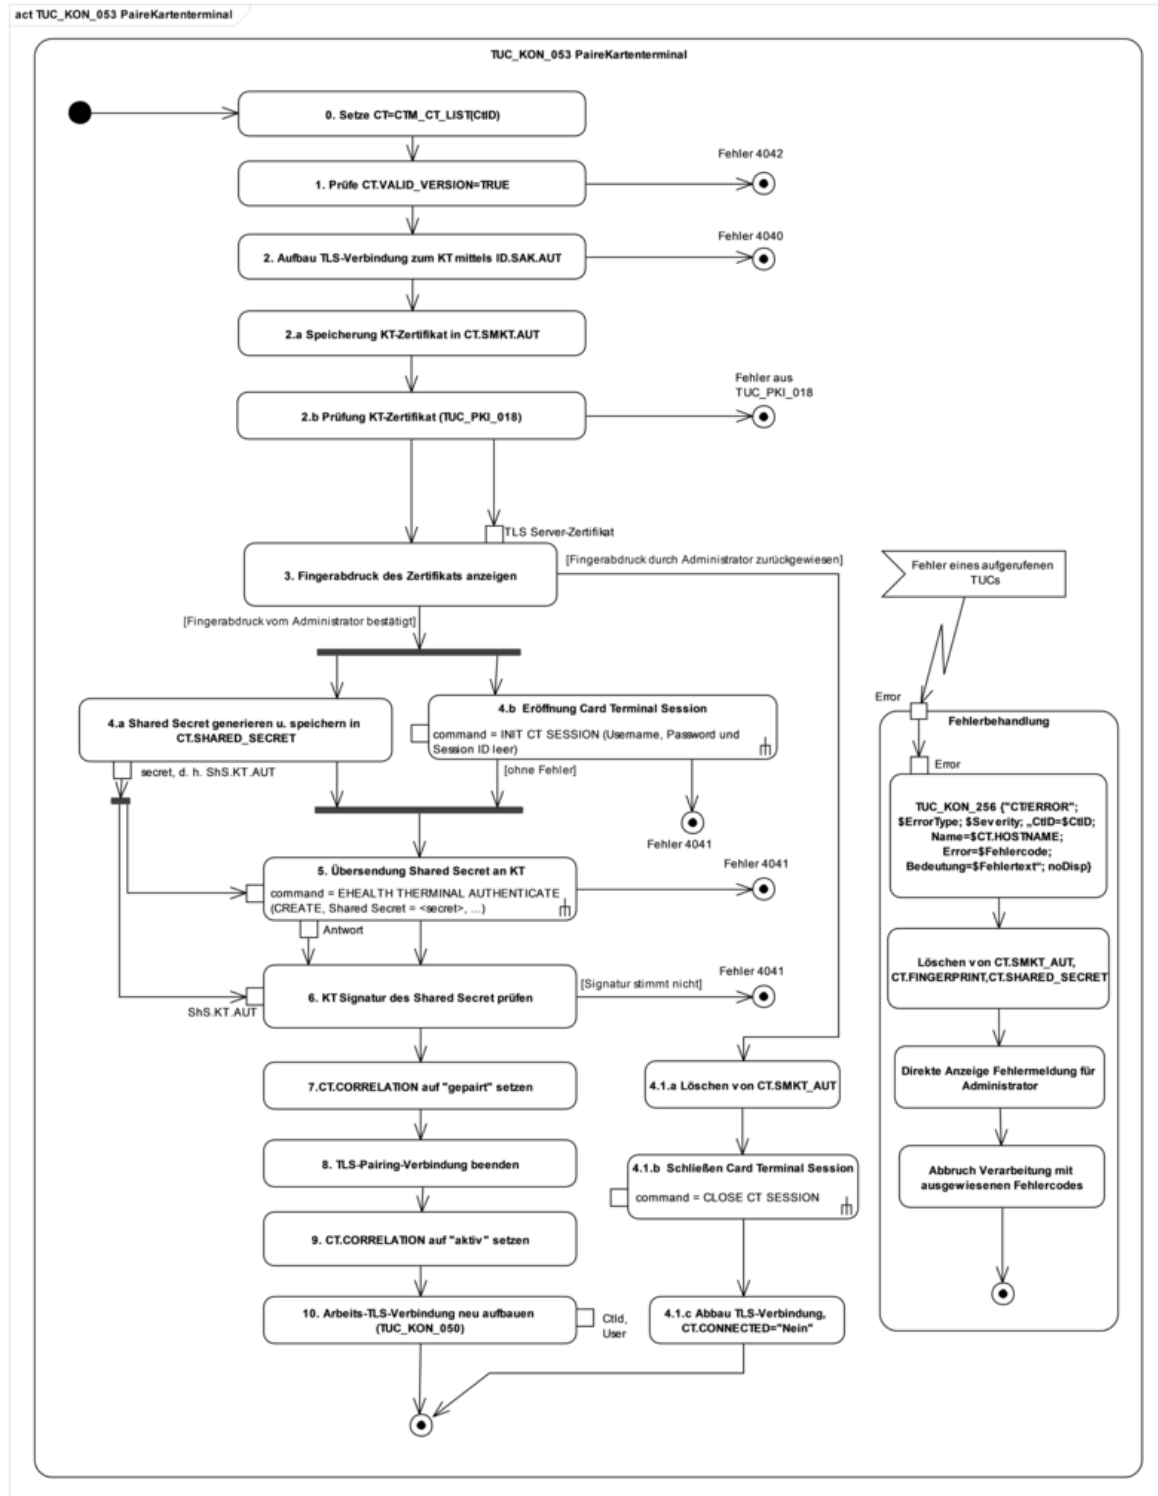 act TUC_KON_053 PaireKartenterminal
TUC_KON_053 PaireKartenterminal
0. Setze CT=CTM_CT_LIST(CtID)
Fehler 4042
1. Prüfe CT.VALID_VERSION=TRUE
Fehler 4040
2. Aufbau TLS-Verbindung zum KT mittels ID.SAK.AUT
2.a Speicherung KT-Zertifikat in CT.SMKT.AUT
Fehler aus
TUC_PKI_018
2.b Prüfung KT-Zertifikat (TUC_PKI_018)
TLS Server-Zertifikat
3. Fingerabdruck des Zertifikats anzeigen
[Fingerabdruck durch Administrator zurückgewiesen]
[Fingerabdruck vom Administrator bestätigt]
4.a Shared Secret generieren u. speichern in
CT.SHARED_SECRET
secret, d. h. ShS.KT.AUT
4.b Eröffnung Card Terminal Session
command = INIT CT SESSION (Username, Password und
Session ID leer)
[ohne Fehler]
Fehler 4041
5. Übersendung Shared Secret an KT
command = EHEALTH THERMINAL AUTHENTICATE
(CREATE, Shared Secret = <secret>, ...)
Fehler 4041
Antwort
6. KT Signatur des Shared Secret prüfen
[Signatur stimmt nicht]
Fehler 4041
ShS.KT.AUT
7.CT.CORRELATION auf "gepairt" setzen
8. TLS-Pairing-Verbindung beenden
9. CT.CORRELATION auf "aktiv" setzen
10. Arbeits-TLS-Verbindung neu aufbauen
(TUC_KON_050)
CtId,
User
4.1.a Löschen von CT.SMKT_AUT
4.1.b Schließen Card Terminal Session
command = CLOSE CT SESSION
4.1.c Abbau TLS-Verbindung,
CT.CONNECTED="Nein"
Fehler eines aufgerufenen
TUCs
Error
Fehlerbehandlung
Error
TUC_KON_256 {"CT/ERROR";
$ErrorType; $Severity; „CtID=$CtID;
Name=$CT.HOSTNAME;
Error=$Fehlercode;
Bedeutung=$Fehlertext“; noDisp}
Löschen von CT.SMKT_AUT,
CT.FINGERPRINT,CT.SHARED_SECRET
Direkte Anzeige Fehlermeldung für
Administrator
Abbruch Verarbeitung mit
ausgewiesenen Fehlercodes